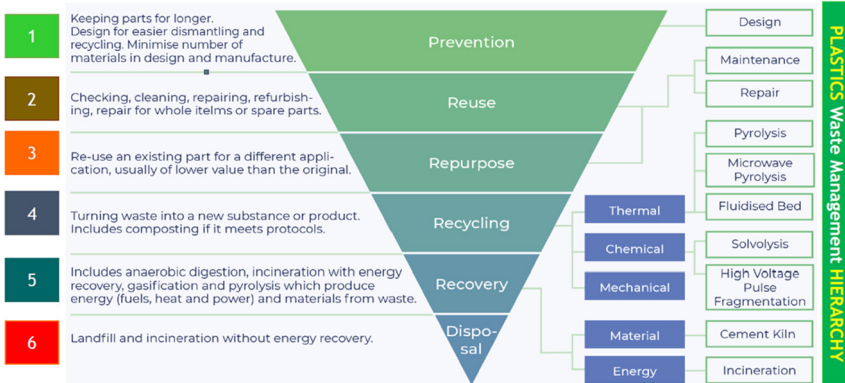 1
Keeping parts for longer.
Design for easier dismantling and
recycling. Minimise number of
materials in design and manufacture.
Prevention
Design
2
Checking, cleaning, repairing, refurbish-
ing, repair for whole itelms or spare parts.
Reuse
Maintenance
Repair
3
Re-use an existing part for a different appli-
cation, usually of lower value than the original.
Repurpose
Pyrolysis
Microwave
Pyrolysis
4
Turning waste into a new substance or product.
Includes composting if it meets protocols.
Recycling
Thermal
Fluidised Bed
Chemical
Solvolysis
Mechanical
High Voltage
Pulse
Fragmentation
5
Includes anaerobic digestion, incineration with energy
recovery, gasification and pyrolysis which produce
energy (fuels, heat and power) and materials from waste.
Recovery
6
Landfill and incineration without energy recovery.
Dispo-
sal
Material
Cement Kiln
Energy
Incineration
PLASTICS Waste Management HIERARCHY